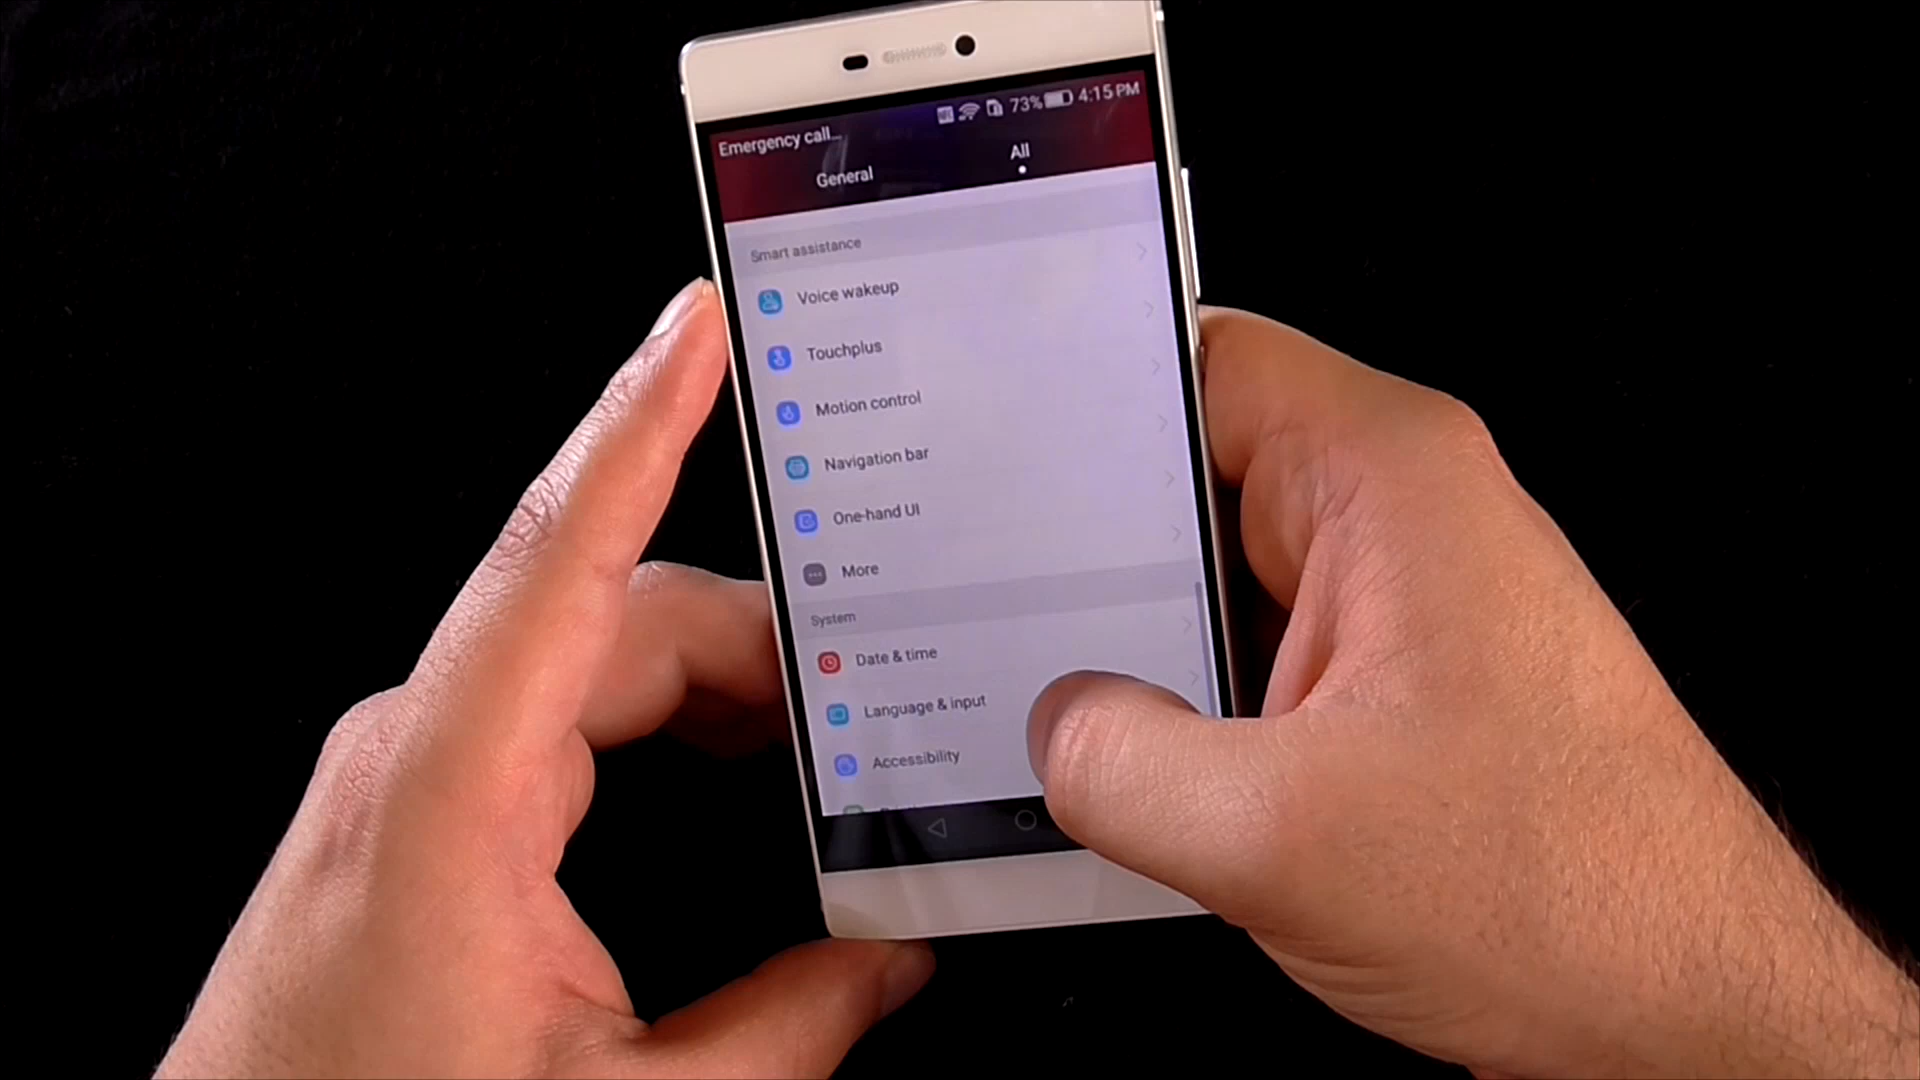 Emergency call...
73% 4:15 PM
General
All
Smart assistance
Voice wakeup
Touchplus
Motion control
Navigation bar
One-hand UI
More
System
Date & time
Language & input
Accessibility